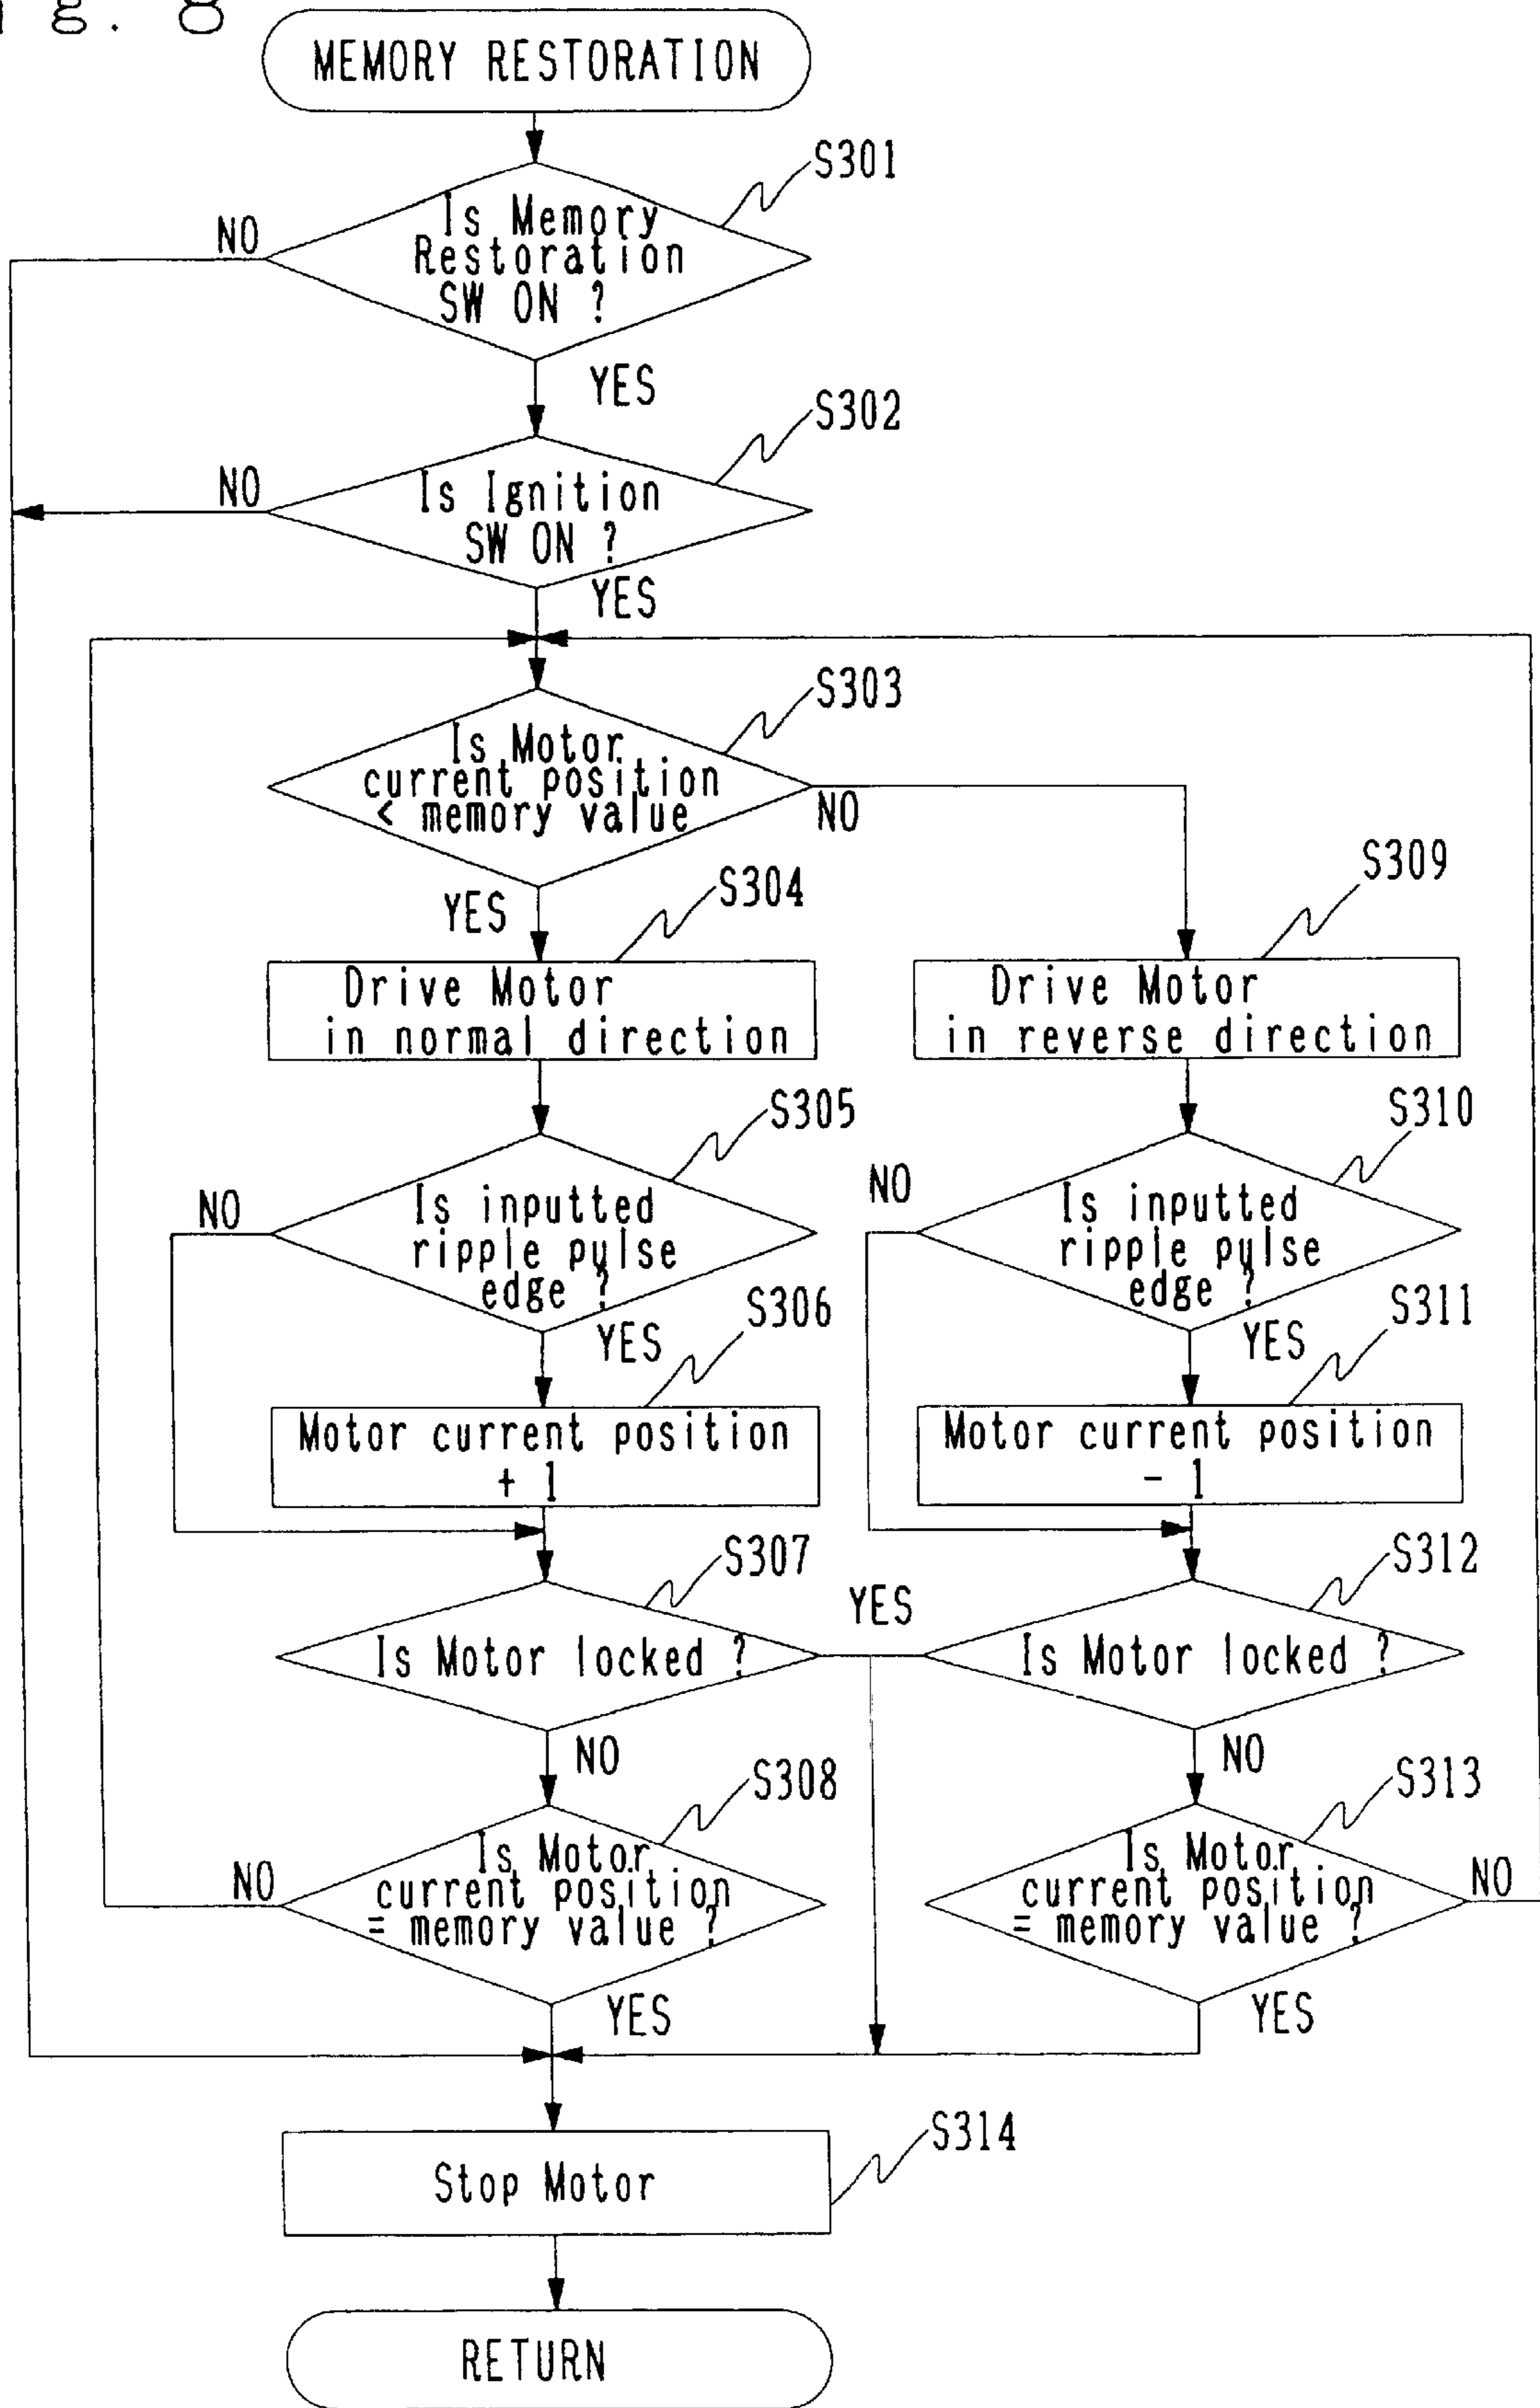 g. 8
MEMORY RESTORATION
S301
Is Memory
Restoration
SW ON ?
NO
YES
S302
Is Ignition
SW ON ?
NO
YES
S303
Is Motor
current position
< memory value
NO
YES
S304
Drive Motor
in normal direction
S309
Drive Motor
in reverse direction
S305
Is inputted
ripple pulse
edge ?
NO
YES
S310
Is inputted
ripple pulse
edge ?
NO
YES
S306
Motor current position
+ 1
S311
Motor current position
- 1
S307
Is Motor locked ?
YES
S312
Is Motor locked ?
NO
NO
S308
Is Motor
current position
= memory value ?
NO
YES
S313
Is Motor
current position
= memory value ?
NO
YES
S314
Stop Motor
RETURN